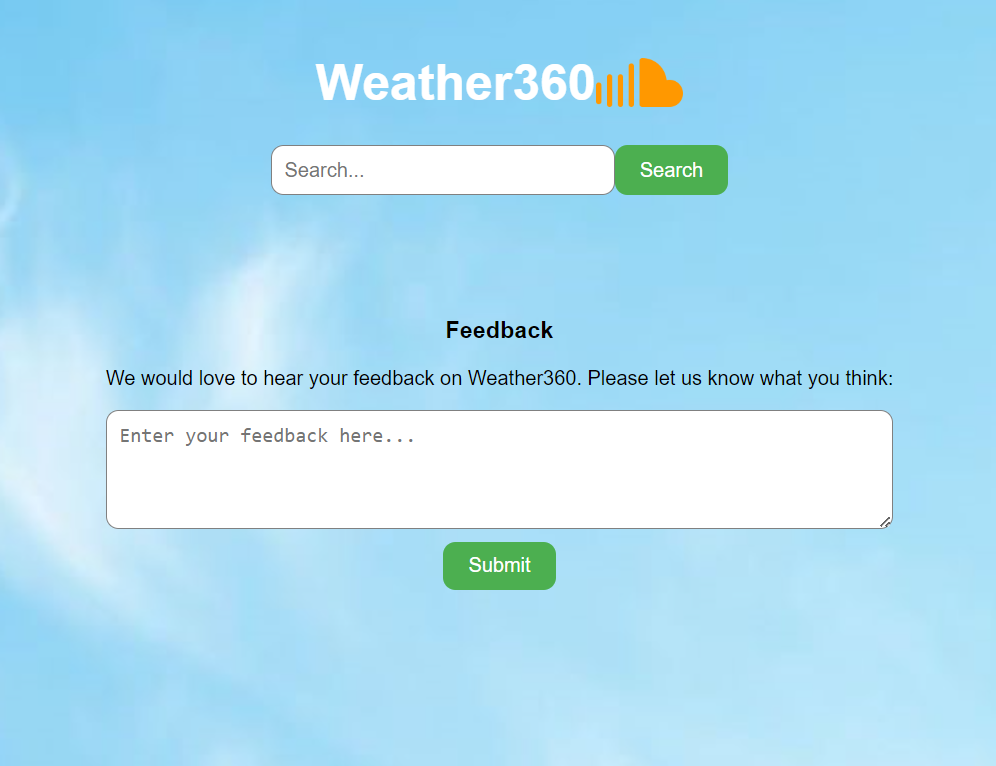 Weather360
Search...
Search
Feedback
We would love to hear your feedback on Weather360. Please let us know what you think:
Enter your feedback here...
Submit